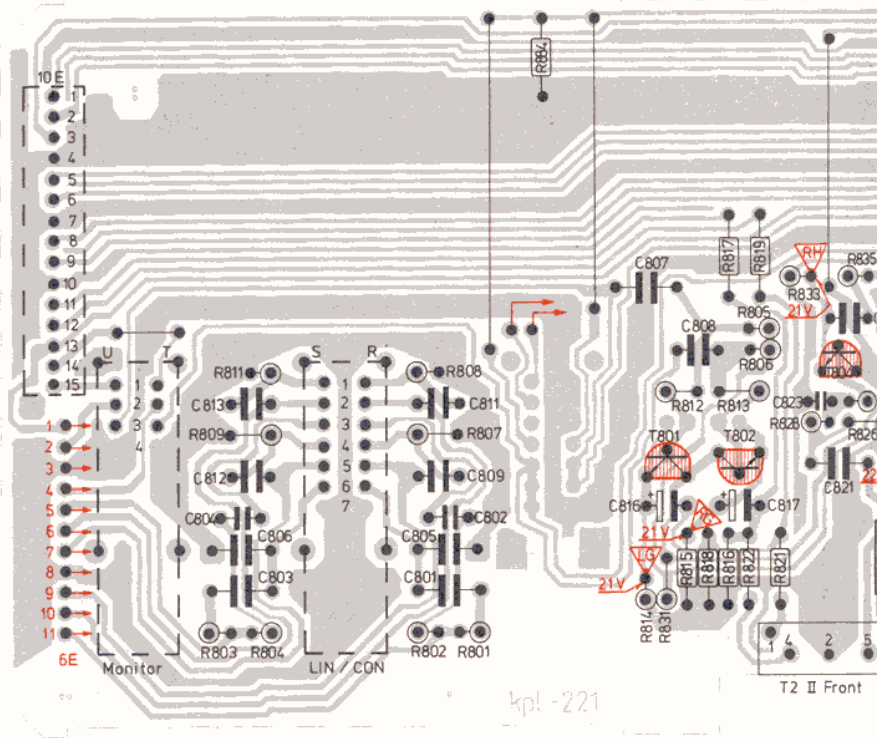 10E
1
2
3
4
5
6
7
8
9
10
11
12
13
14
15
R884
R817
R819
RH
R835
R833
21V
C807
R805
C808
R806
T804
U
T
S
R
1
2
3
4
1
2
3
4
5
6
7
R811
R808
C813
C811
R809
R807
C812
C809
C804
C802
C806
C805
C803
C801
R803
R804
R802
R801
R812
R813
C823
R828
R826
T801
T802
C821
22
C816
+
+
C817
21V
21V
R815
R818
R822
R821
R814
R831
1
2
3
4
5
6
7
8
9
10
11
6E
Monitor
LIN / CON
1
4
2
5
T2 II Front
kpl -221